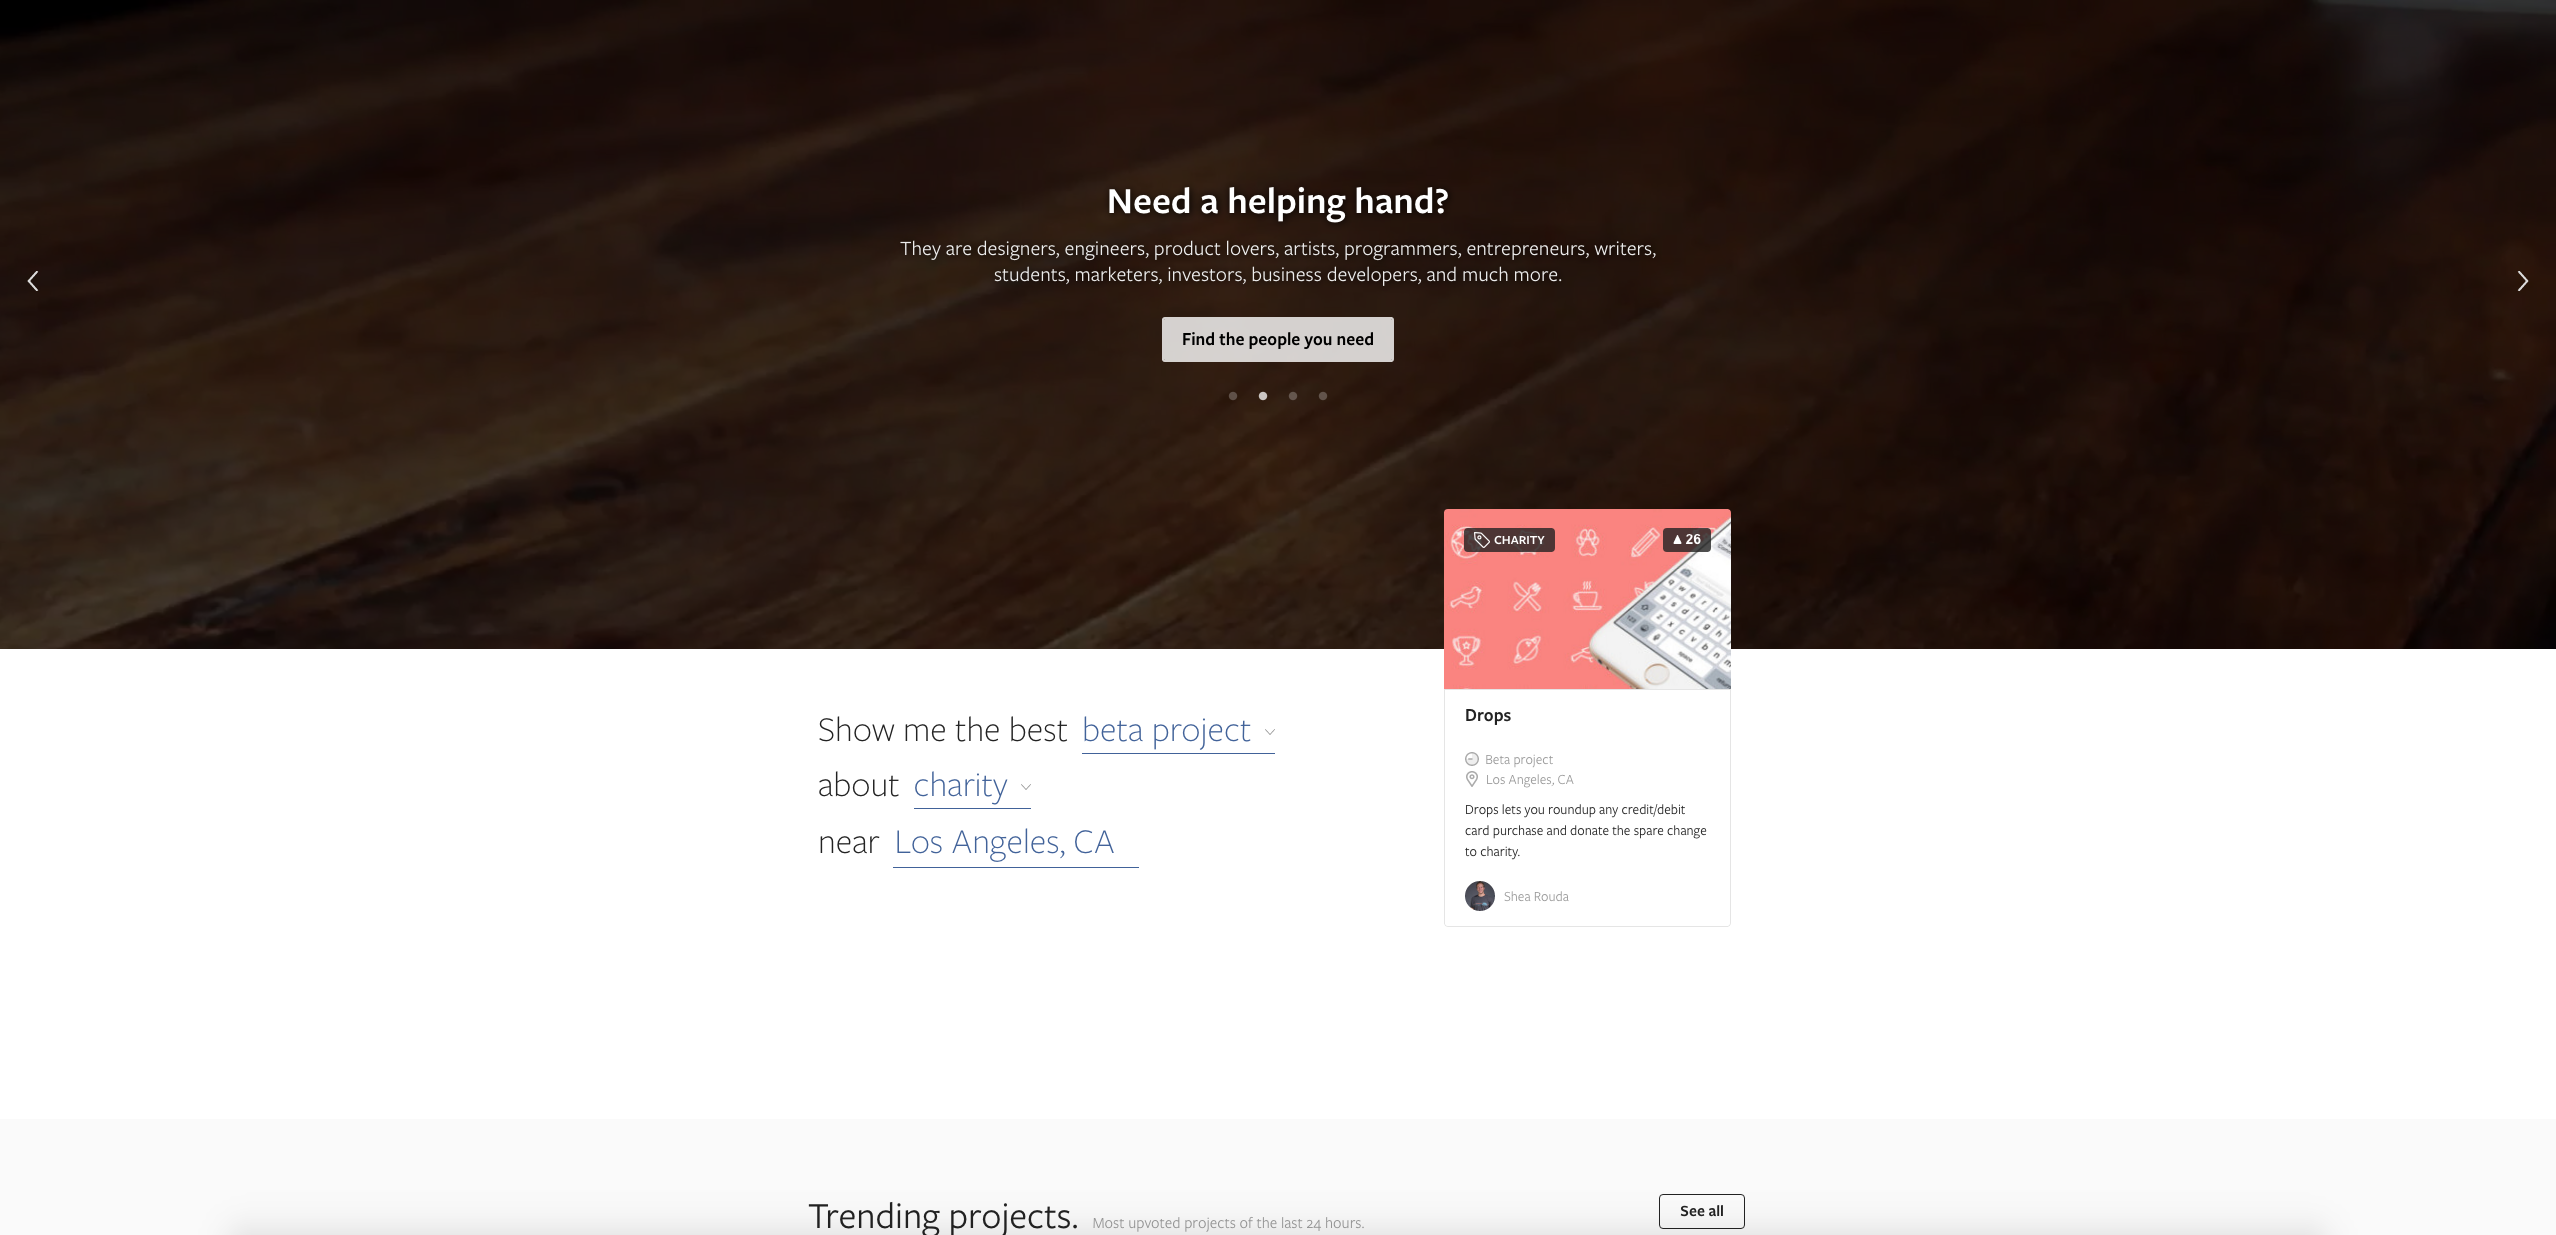 Need a helping hand?
They are designers, engineers, product lovers, artists, programmers, entrepreneurs, writers,
students, marketers, investors, business developers, and much more.
Find the people you need
CHARITY
26
Show me the best beta project
about charity
near Los Angeles, CA
Drops
Beta project
Los Angeles, CA
Drops lets you roundup any credit/debit
card purchase and donate the spare change
to charity.
Shea Rouda
Trending projects. Most upvoted projects of the last 24 hours.
See all